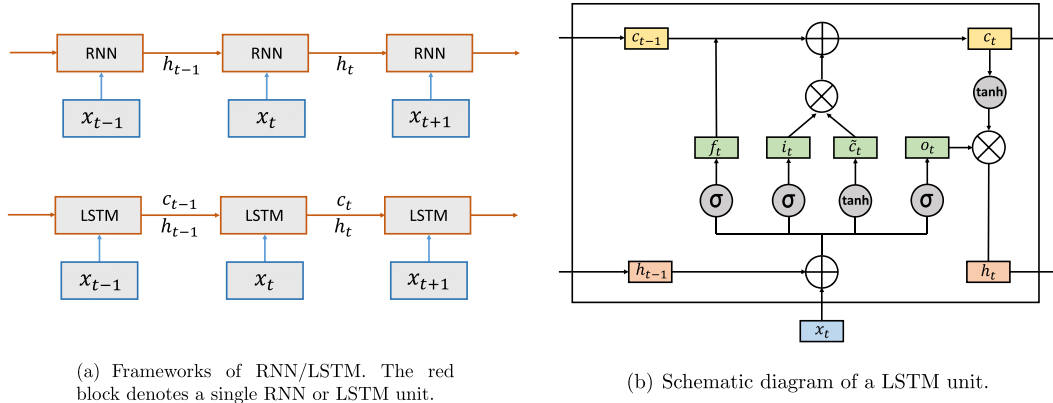 RNN RNN RNN
h_{t-1} h_t
x_{t-1} x_t x_{t+1}
c_{t-1} c_t
LSTM LSTM LSTM
h_{t-1} h_t
x_{t-1} x_t x_{t+1}
(a) Frameworks of RNN/LSTM. The red
block denotes a single RNN or LSTM unit.
c_{t-1} c_t
tanh
f_t i_t c̃_t o_t
σ σ tanh σ
h_{t-1} h_t
x_t
(b) Schematic diagram of a LSTM unit.